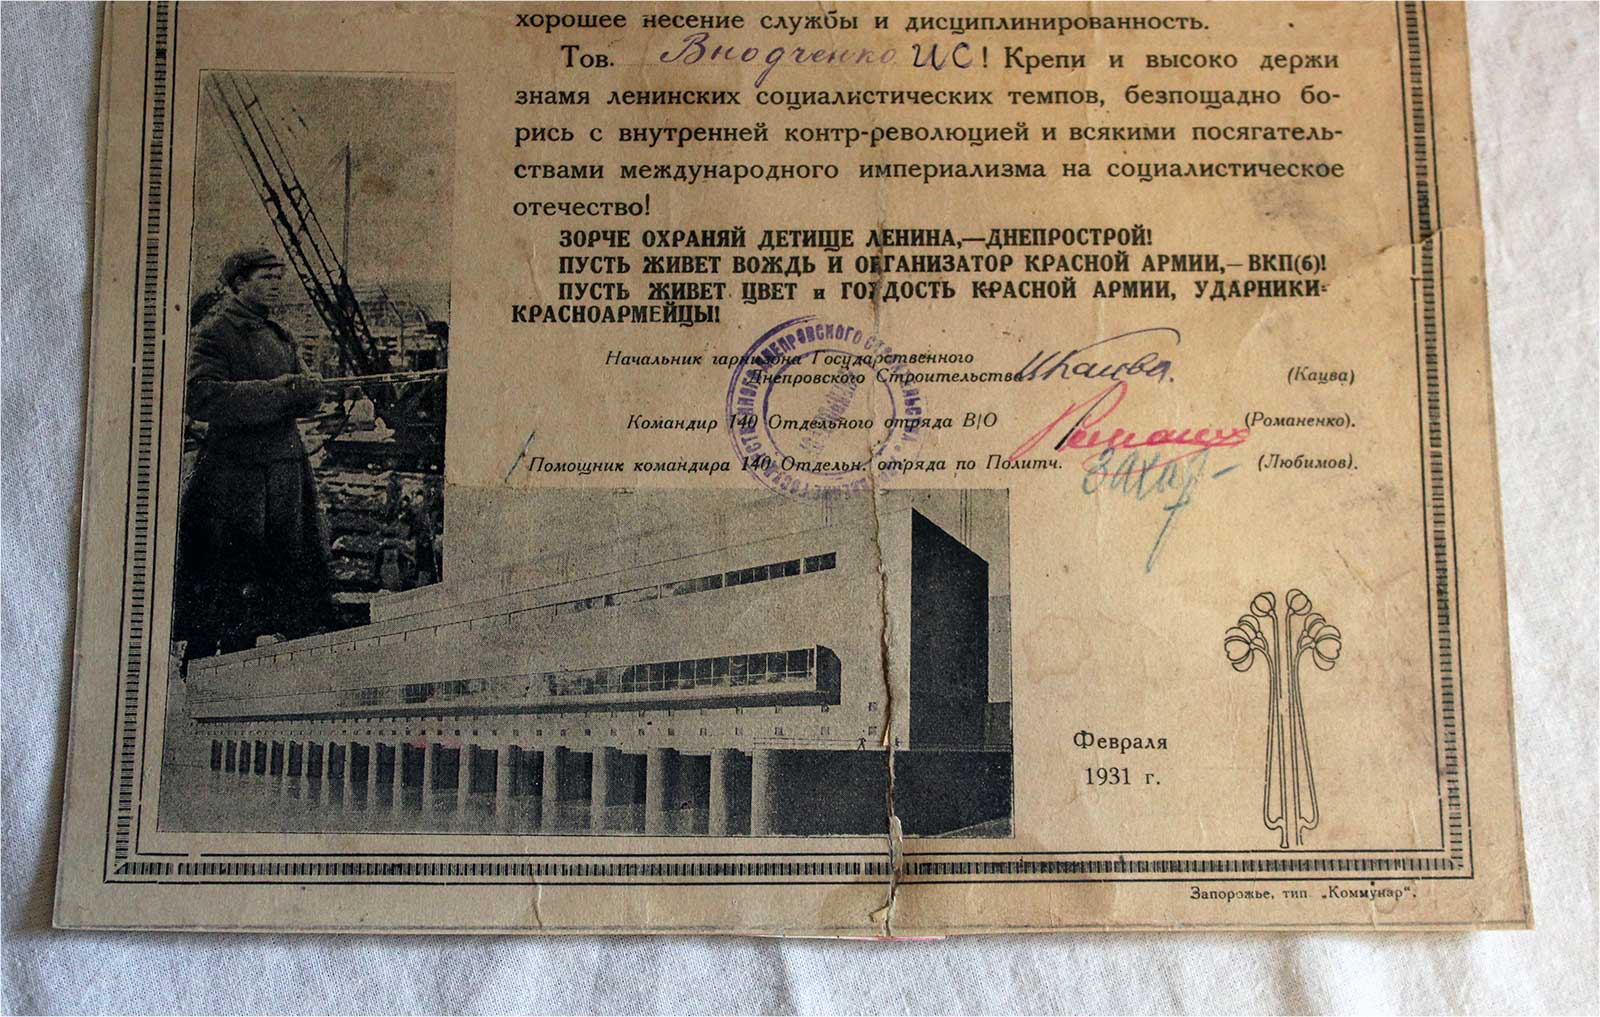 хорошее несение службы и дисциплинированность.
Тов. Вподченко ИС! Крепи и высоко держи
знамя ленинских социалистических темпов, безпощадно бо-
рись с внутренней контр-революцией и всякими посягатель-
ствами международного империализма на социалистическое
отечество!
ЗОРЧЕ ОХРАНЯЙ ДЕТИЩЕ ЛЕНИНА,—ДНЕПРОСТРОЙ!
ПУСТЬ ЖИВЕТ ВОЖДЬ И ОРГАНИЗАТОР КРАСНОЙ АРМИИ,—ВКП(б)!
ПУСТЬ ЖИВЕТ ЦВЕТ и ГОРДОСТЬ КРАСНОЙ АРМИИ, УДАРНИКИ-
КРАСНОАРМЕЙЦЫ!
Начальник гарнизона Государственного
Днепровского Строительства И Кацва. (Кацва)
Командир 140 Отдельного отряда В/О (Романенко).
Помощник командира 140 Отдельн. отряда по Политч. (Любимов).
Февраля
1931 г.
Запорожье, тип. „Коммунар“.